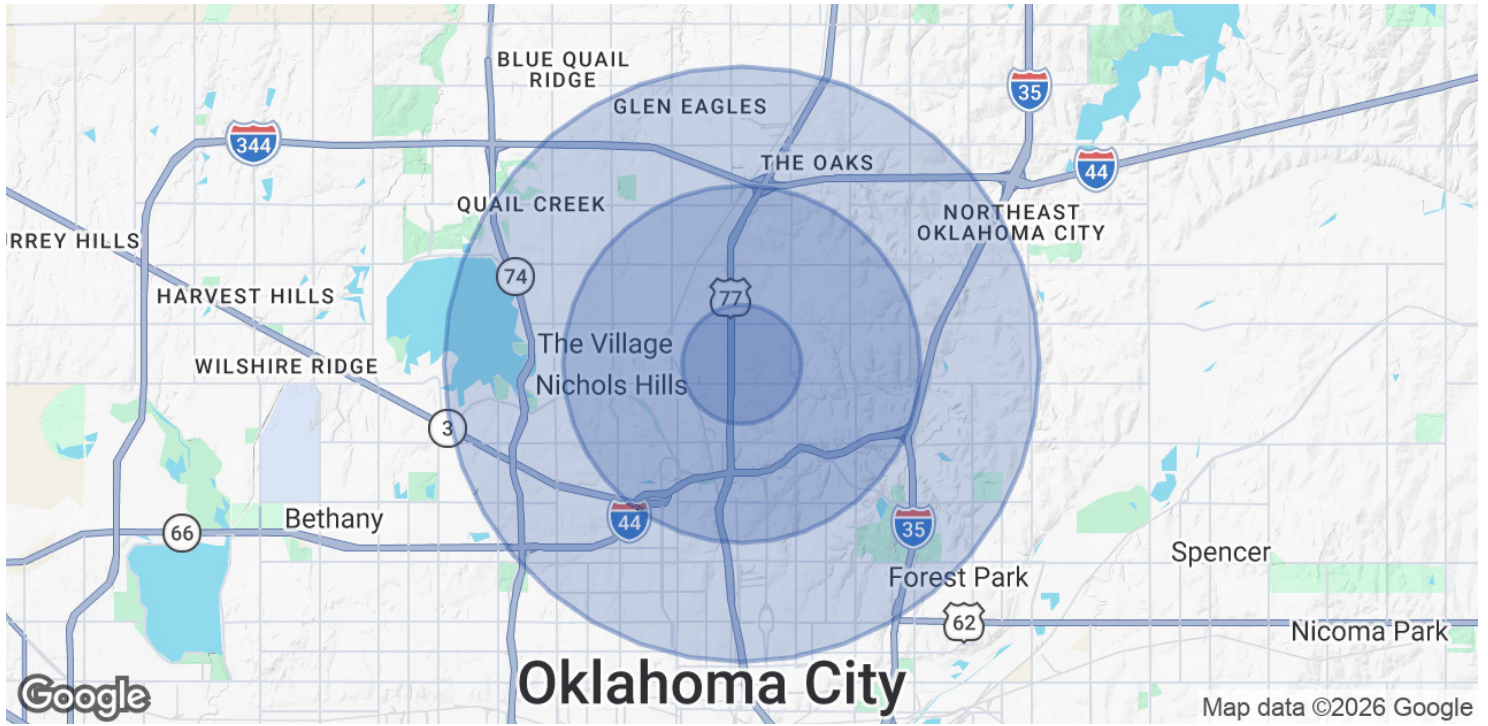 BLUE QUAIL
RIDGE
GLEN EAGLES
35
344
THE OAKS
44
QUAIL CREEK
NORTHEAST
OKLAHOMA CITY
URREY HILLS
74
HARVEST HILLS
77
The Village
WILSHIRE RIDGE
Nichols Hills
3
Bethany
66
44
35
Spencer
Forest Park
62
Nicoma Park
Oklahoma City
Google
Map data ©2026 Google